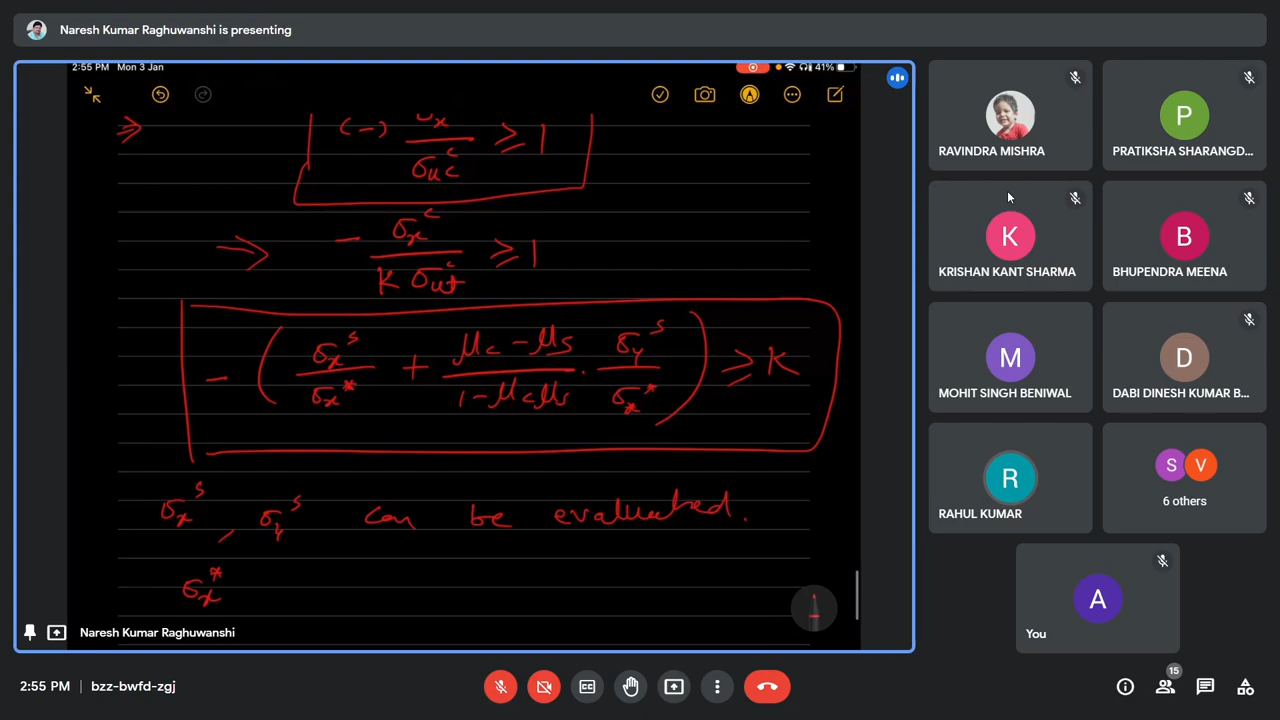 Naresh Kumar Raghuwanshi is presenting
2:55 PM Mon 3 Jan
41%
⇒ (-) σx / σuc^c ≥ 1
⇒ - σx^c / K σut^c ≥ 1
- ( σx^s / σx^* + μc - μs / 1 - μcμs . σy^s / σx^* ) ≥ K
σx^s, σy^s can be evaluated.
σx^*
Naresh Kumar Raghuwanshi
RAVINDRA MISHRA
P
PRATIKSHA SHARANGD...
K
KRISHAN KANT SHARMA
B
BHUPENDRA MEENA
M
MOHIT SINGH BENIWAL
D
DABI DINESH KUMAR B...
R
RAHUL KUMAR
S V
6 others
A
You
2:55 PM | bzz-bwfd-zgj
15